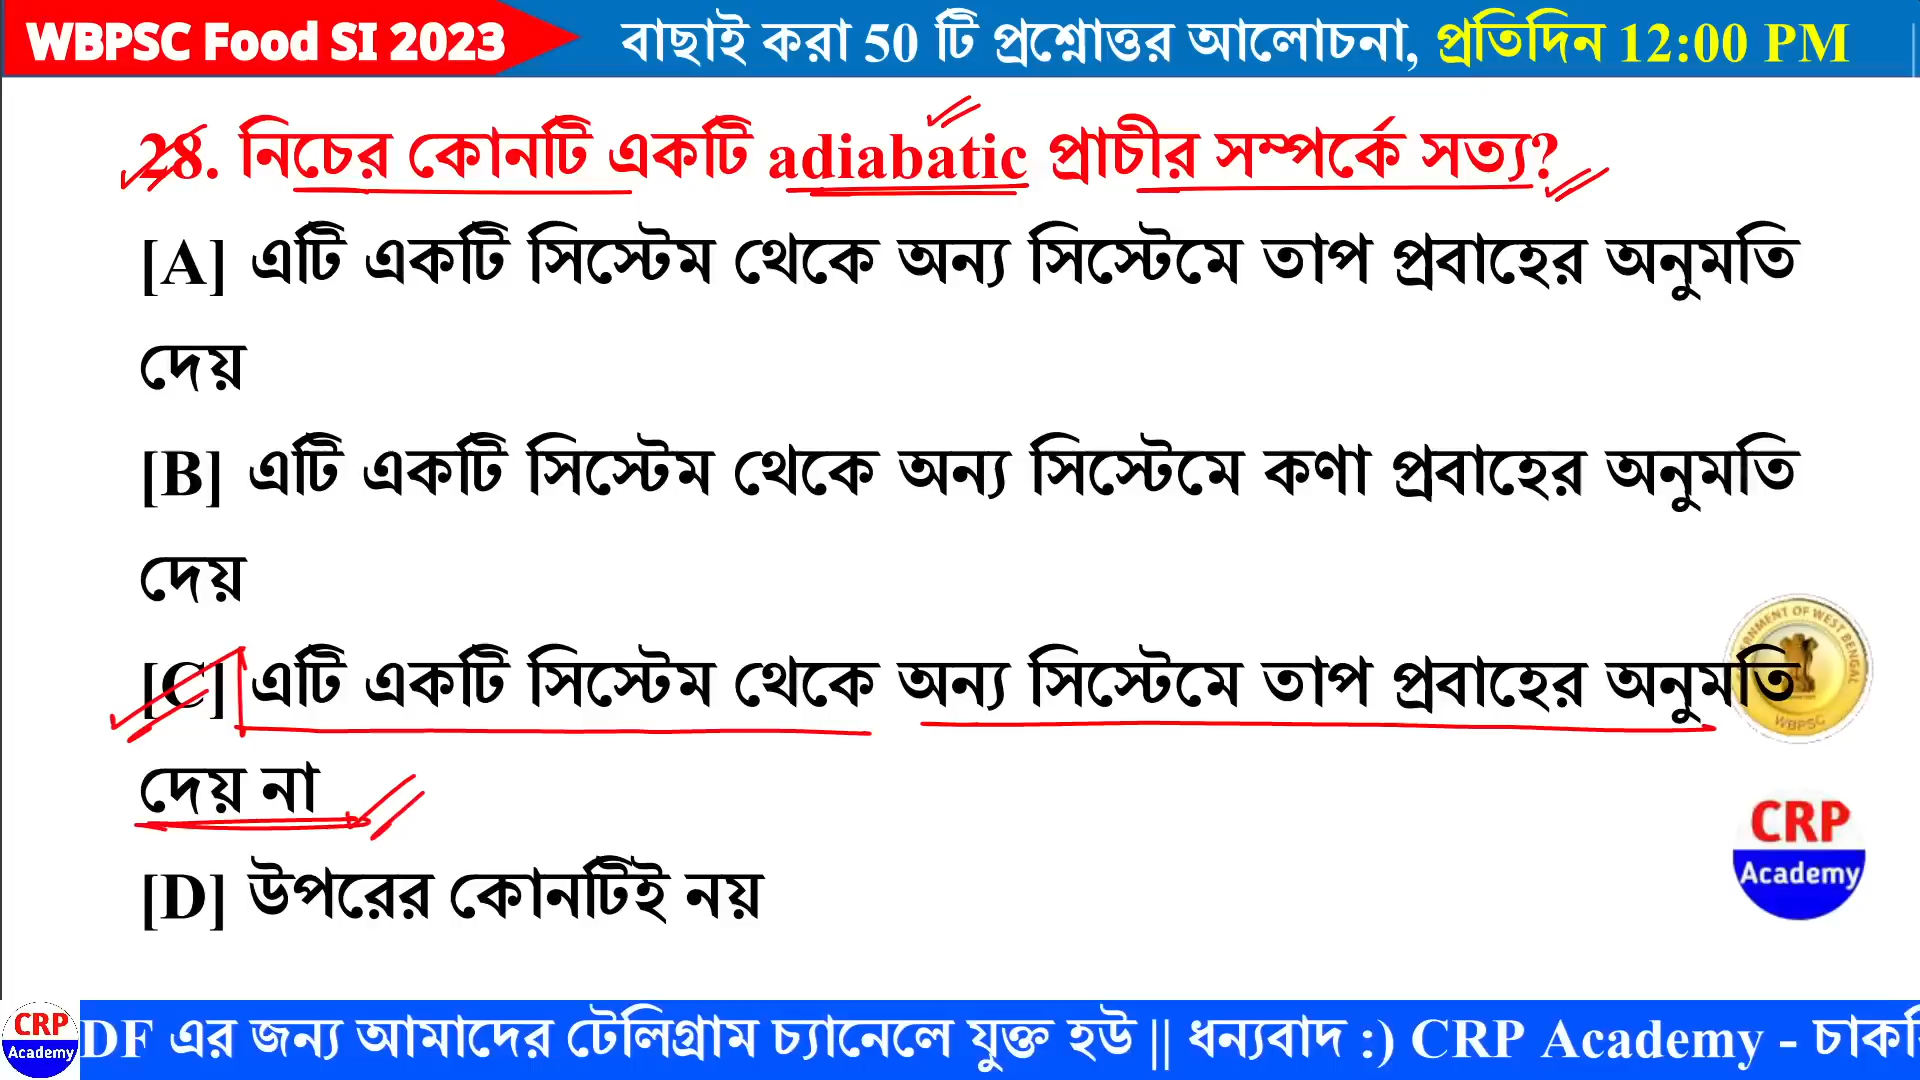 WBPSC Food SI 2023
বাছাই করা 50 টি প্রশ্নোত্তর আলোচনা, প্রতিদিন 12:00 PM
28. নিচের কোনটি একটি adiabatic প্রাচীর সম্পর্কে সত্য?
[A] এটি একটি সিস্টেম থেকে অন্য সিস্টেমে তাপ প্রবাহের অনুমতি
দেয়
[B] এটি একটি সিস্টেম থেকে অন্য সিস্টেমে কণা প্রবাহের অনুমতি
দেয়
[C] এটি একটি সিস্টেম থেকে অন্য সিস্টেমে তাপ প্রবাহের অনুমতি
দেয় না
[D] উপরের কোনটিই নয়
WBPSC
CRP
Academy
CRP
Academy
DF এর জন্য আমাদের টেলিগ্রাম চ্যানেলে যুক্ত হউ || ধন্যবাদ :) CRP Academy -